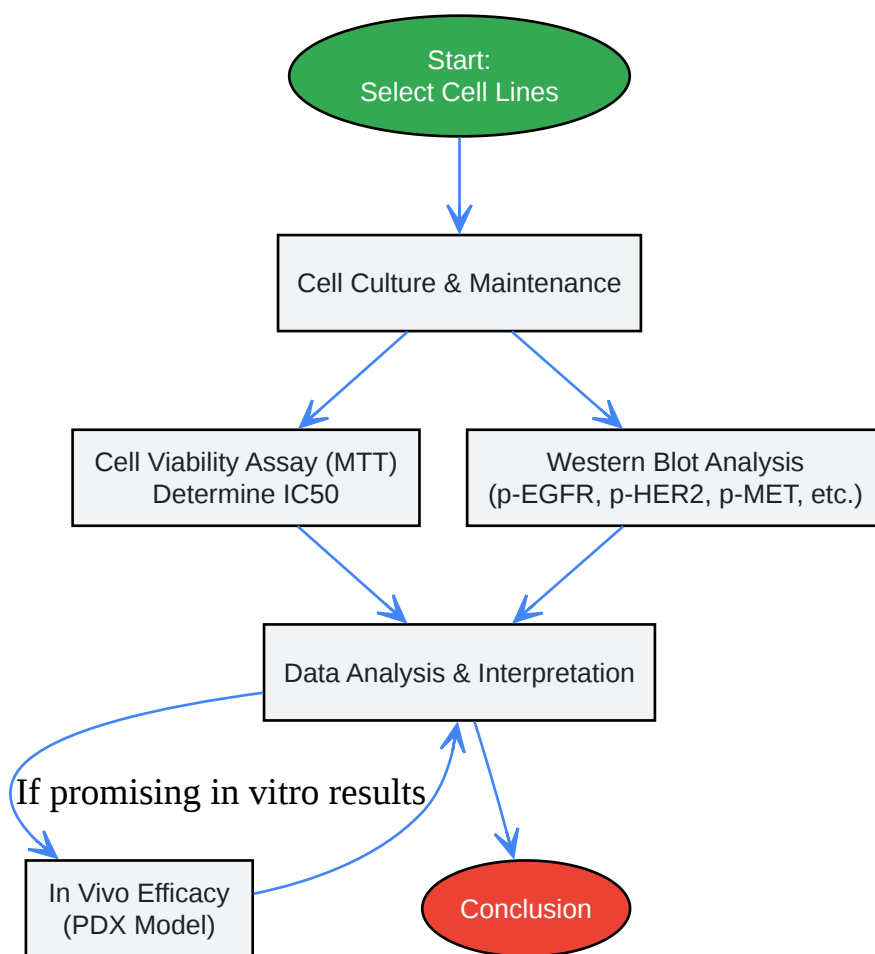 Start:
Select Cell Lines
Cell Culture & Maintenance
Cell Viability Assay (MTT)
Determine IC50
Western Blot Analysis
(p-EGFR, p-HER2, p-MET, etc.)
Data Analysis & Interpretation
If promising in vitro results
In Vivo Efficacy
(PDX Model)
Conclusion